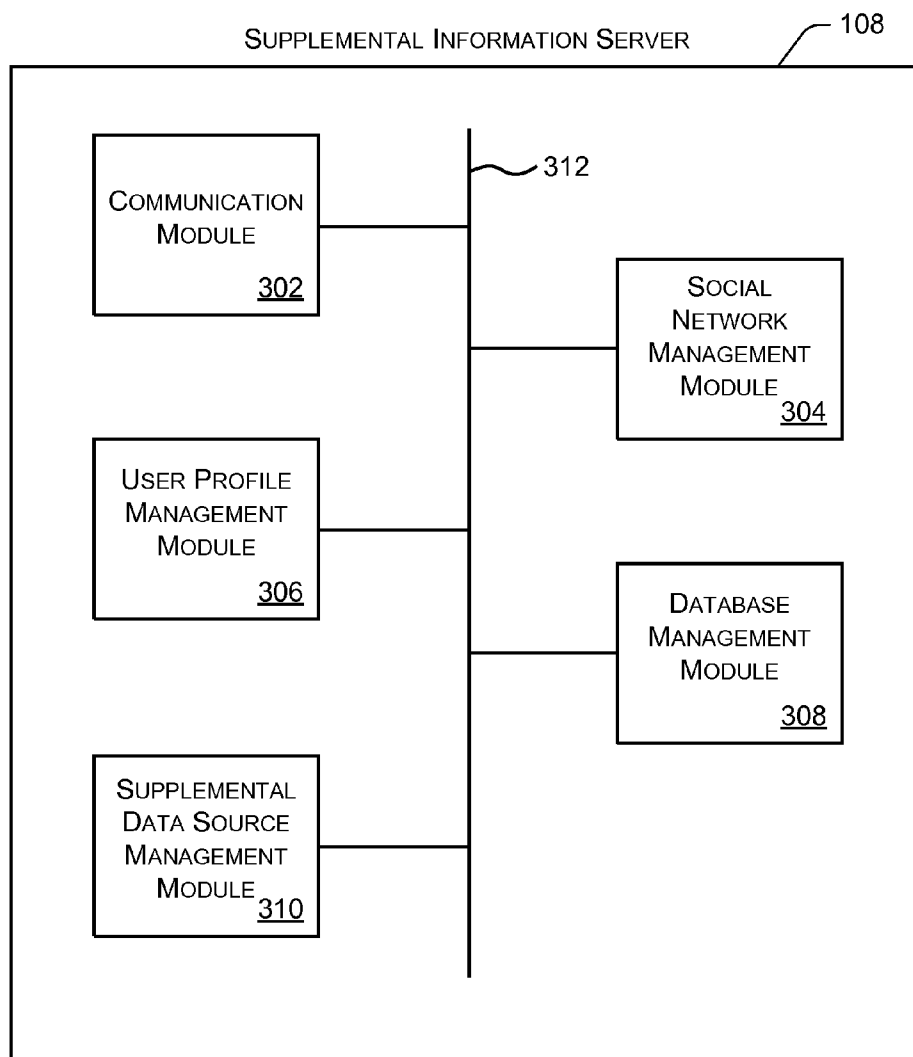 SUPPLEMENTAL INFORMATION SERVER
108
COMMUNICATION
MODULE
302
312
SOCIAL
NETWORK
MANAGEMENT
MODULE
304
USER PROFILE
MANAGEMENT
MODULE
306
DATABASE
MANAGEMENT
MODULE
308
SUPPLEMENTAL
DATA SOURCE
MANAGEMENT
MODULE
310